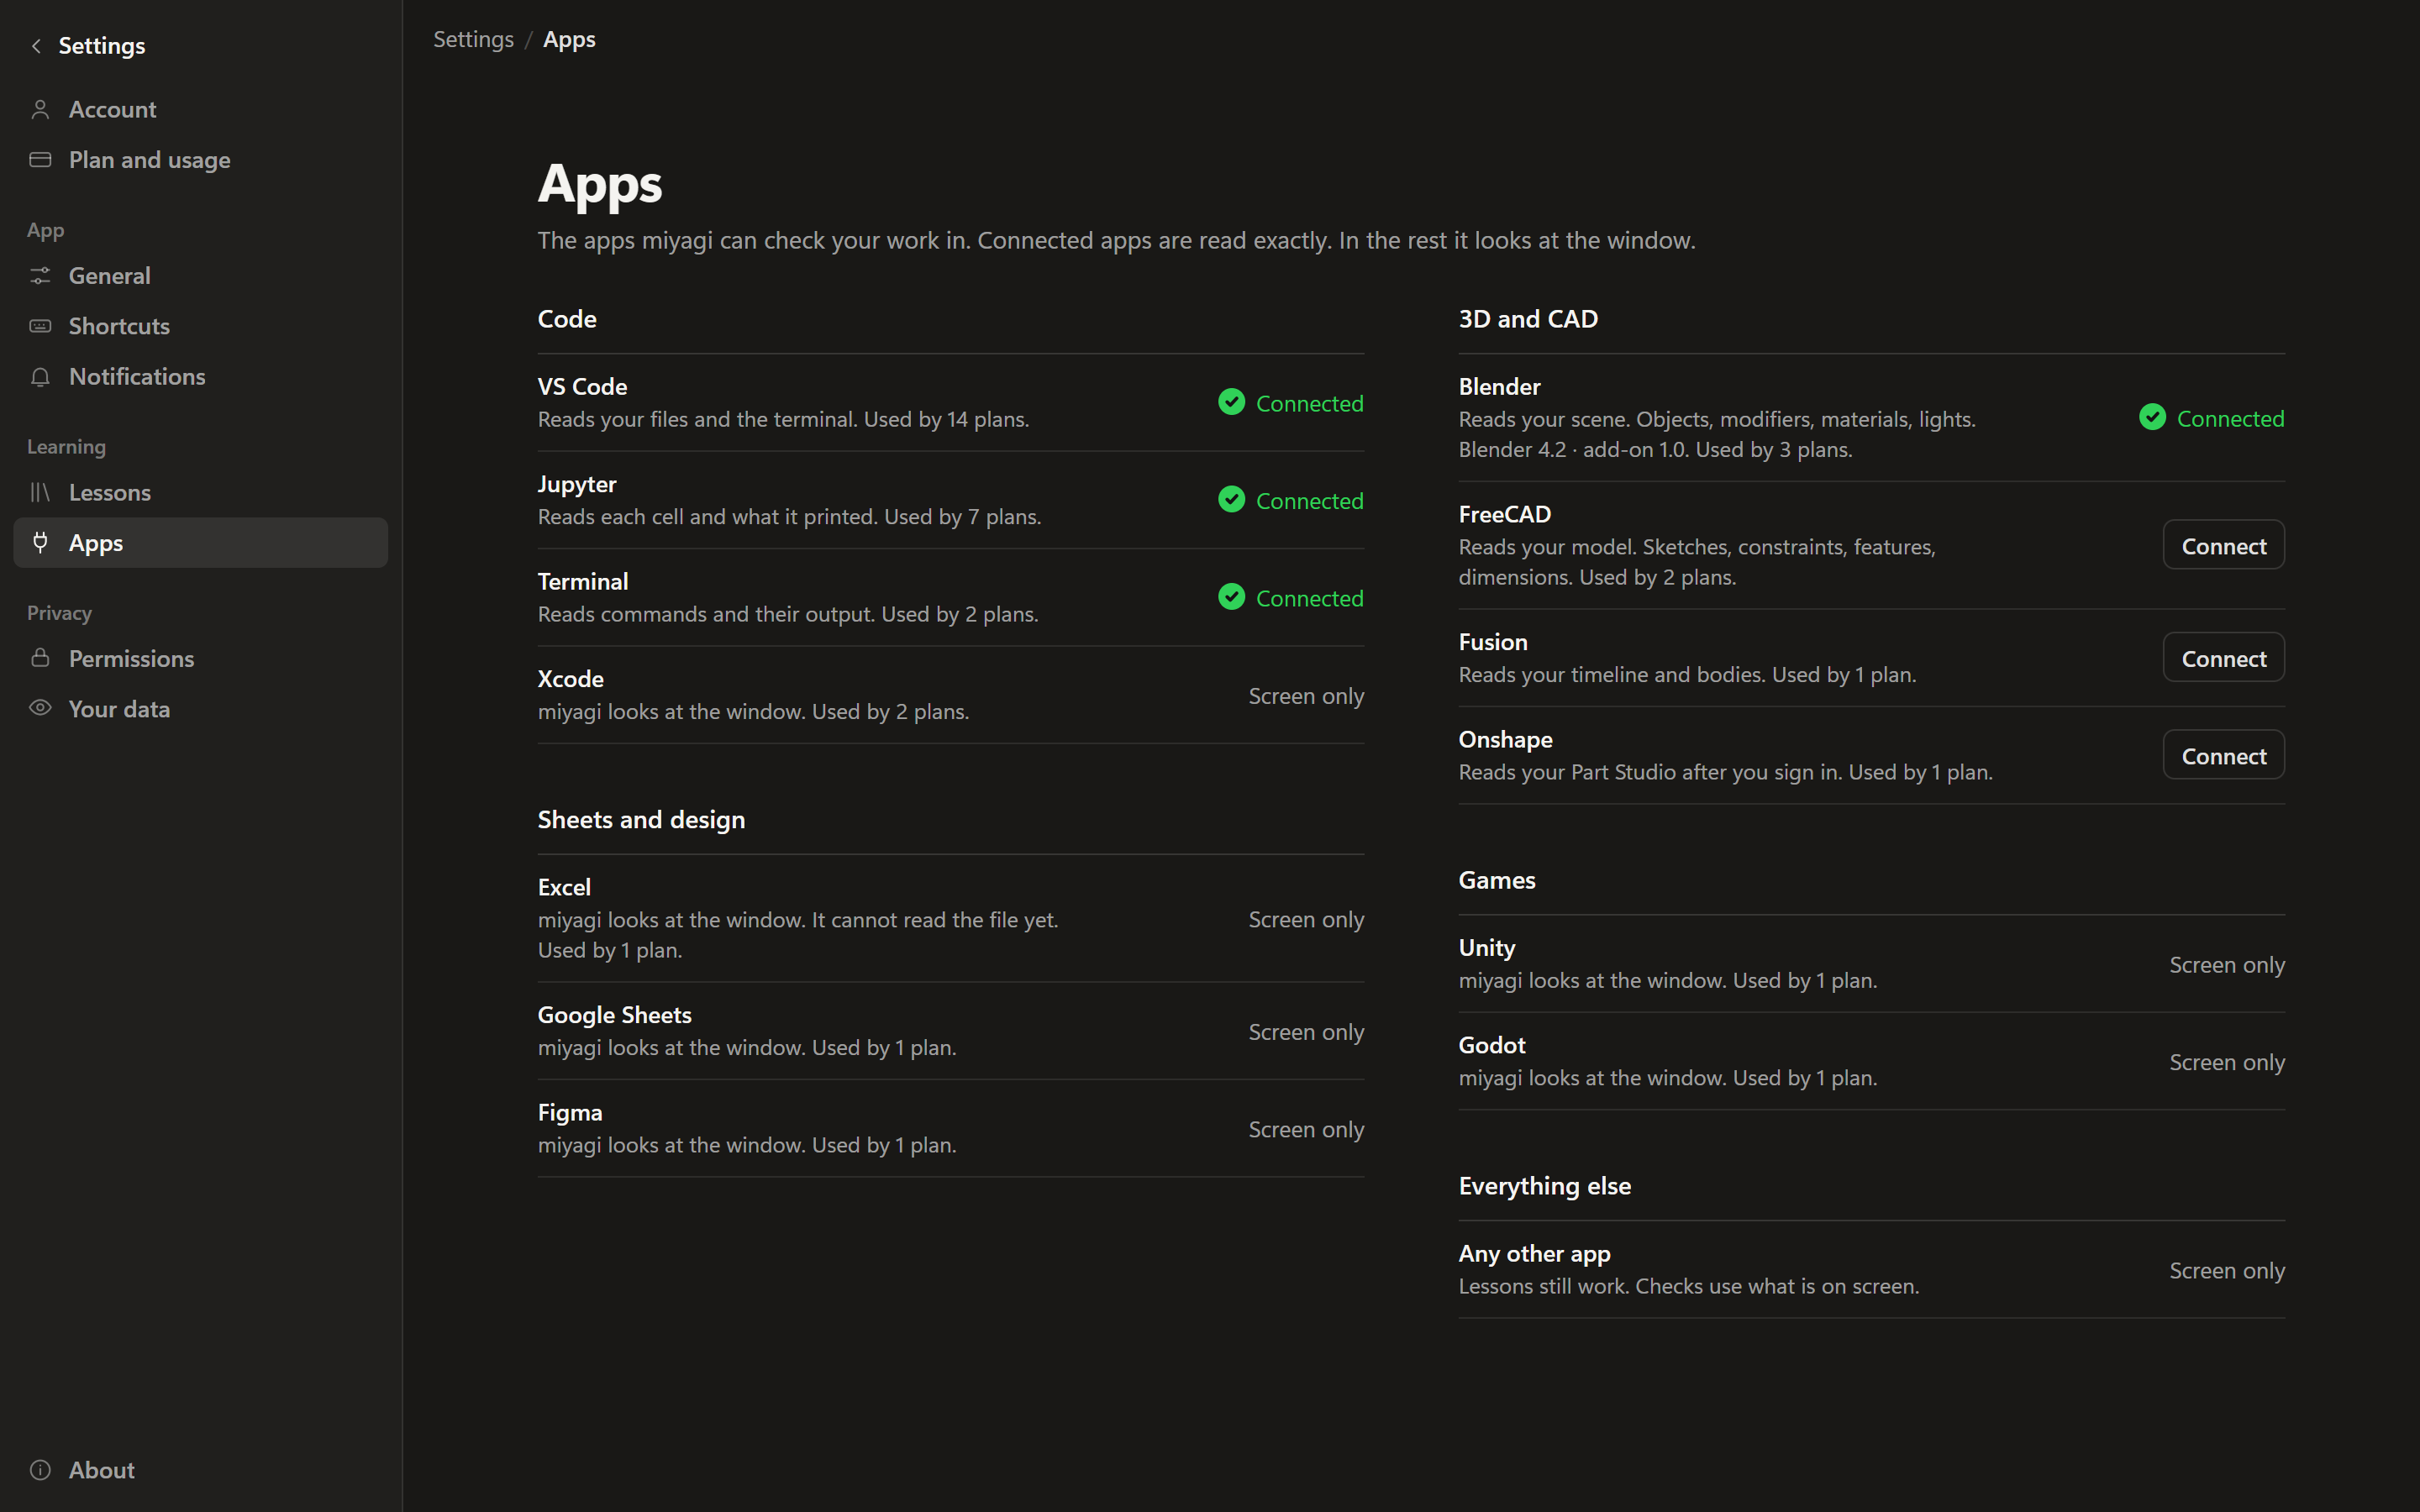 Settings
Account
Plan and usage
App
General
Shortcuts
Notifications
Learning
Lessons
Apps
Privacy
Permissions
Your data
About
Settings / Apps
Apps
The apps miyagi can check your work in. Connected apps are read exactly. In the rest it looks at the window.
Code
VS Code
Reads your files and the terminal. Used by 14 plans.
Connected
Jupyter
Reads each cell and what it printed. Used by 7 plans.
Connected
Terminal
Reads commands and their output. Used by 2 plans.
Connected
Xcode
miyagi looks at the window. Used by 2 plans.
Screen only
Sheets and design
Excel
miyagi looks at the window. It cannot read the file yet.
Used by 1 plan.
Screen only
Google Sheets
miyagi looks at the window. Used by 1 plan.
Screen only
Figma
miyagi looks at the window. Used by 1 plan.
Screen only
3D and CAD
Blender
Reads your scene. Objects, modifiers, materials, lights.
Blender 4.2 · add-on 1.0. Used by 3 plans.
Connected
FreeCAD
Reads your model. Sketches, constraints, features,
dimensions. Used by 2 plans.
Connect
Fusion
Reads your timeline and bodies. Used by 1 plan.
Connect
Onshape
Reads your Part Studio after you sign in. Used by 1 plan.
Connect
Games
Unity
miyagi looks at the window. Used by 1 plan.
Screen only
Godot
miyagi looks at the window. Used by 1 plan.
Screen only
Everything else
Any other app
Lessons still work. Checks use what is on screen.
Screen only